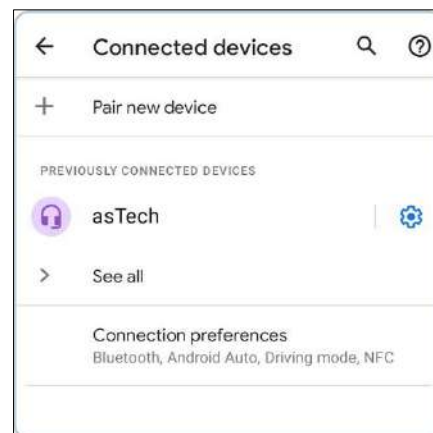 Connected devices
Pair new device
PREVIOUSLY CONNECTED DEVICES
asTech
See all
Connection preferences
Bluetooth, Android Auto, Driving mode, NFC